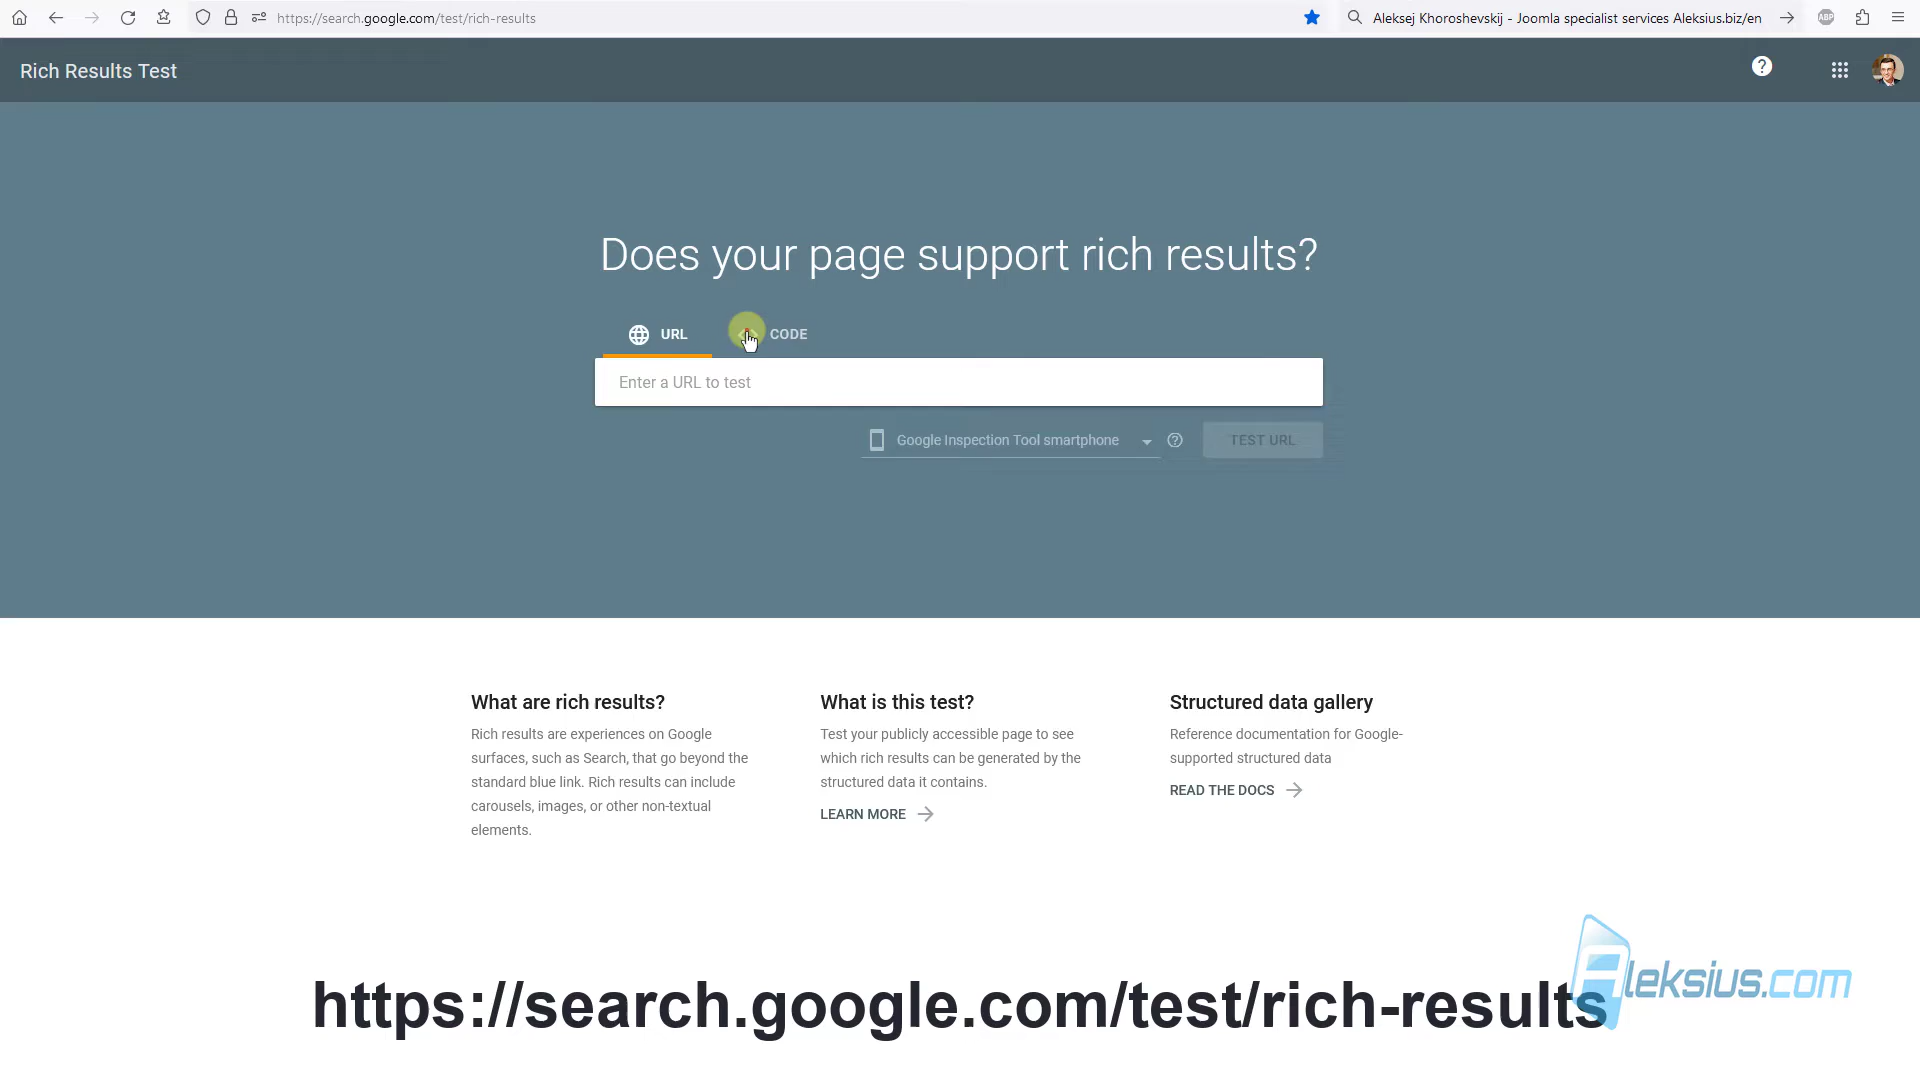 https://search.google.com/test/rich-results
Aleksej Khoroshevskij - Joomla specialist services Aleksius.biz/en
ABP
Rich Results Test
Does your page support rich results?
URL
CODE
Enter a URL to test
Google Inspection Tool smartphone
TEST URL
What are rich results?
Rich results are experiences on Google
surfaces, such as Search, that go beyond the
standard blue link. Rich results can include
carousels, images, or other non-textual
elements.
What is this test?
Test your publicly accessible page to see
which rich results can be generated by the
structured data it contains.
LEARN MORE
Structured data gallery
Reference documentation for Google-
supported structured data
READ THE DOCS
https://search.google.com/test/rich-results
Aleksius.com